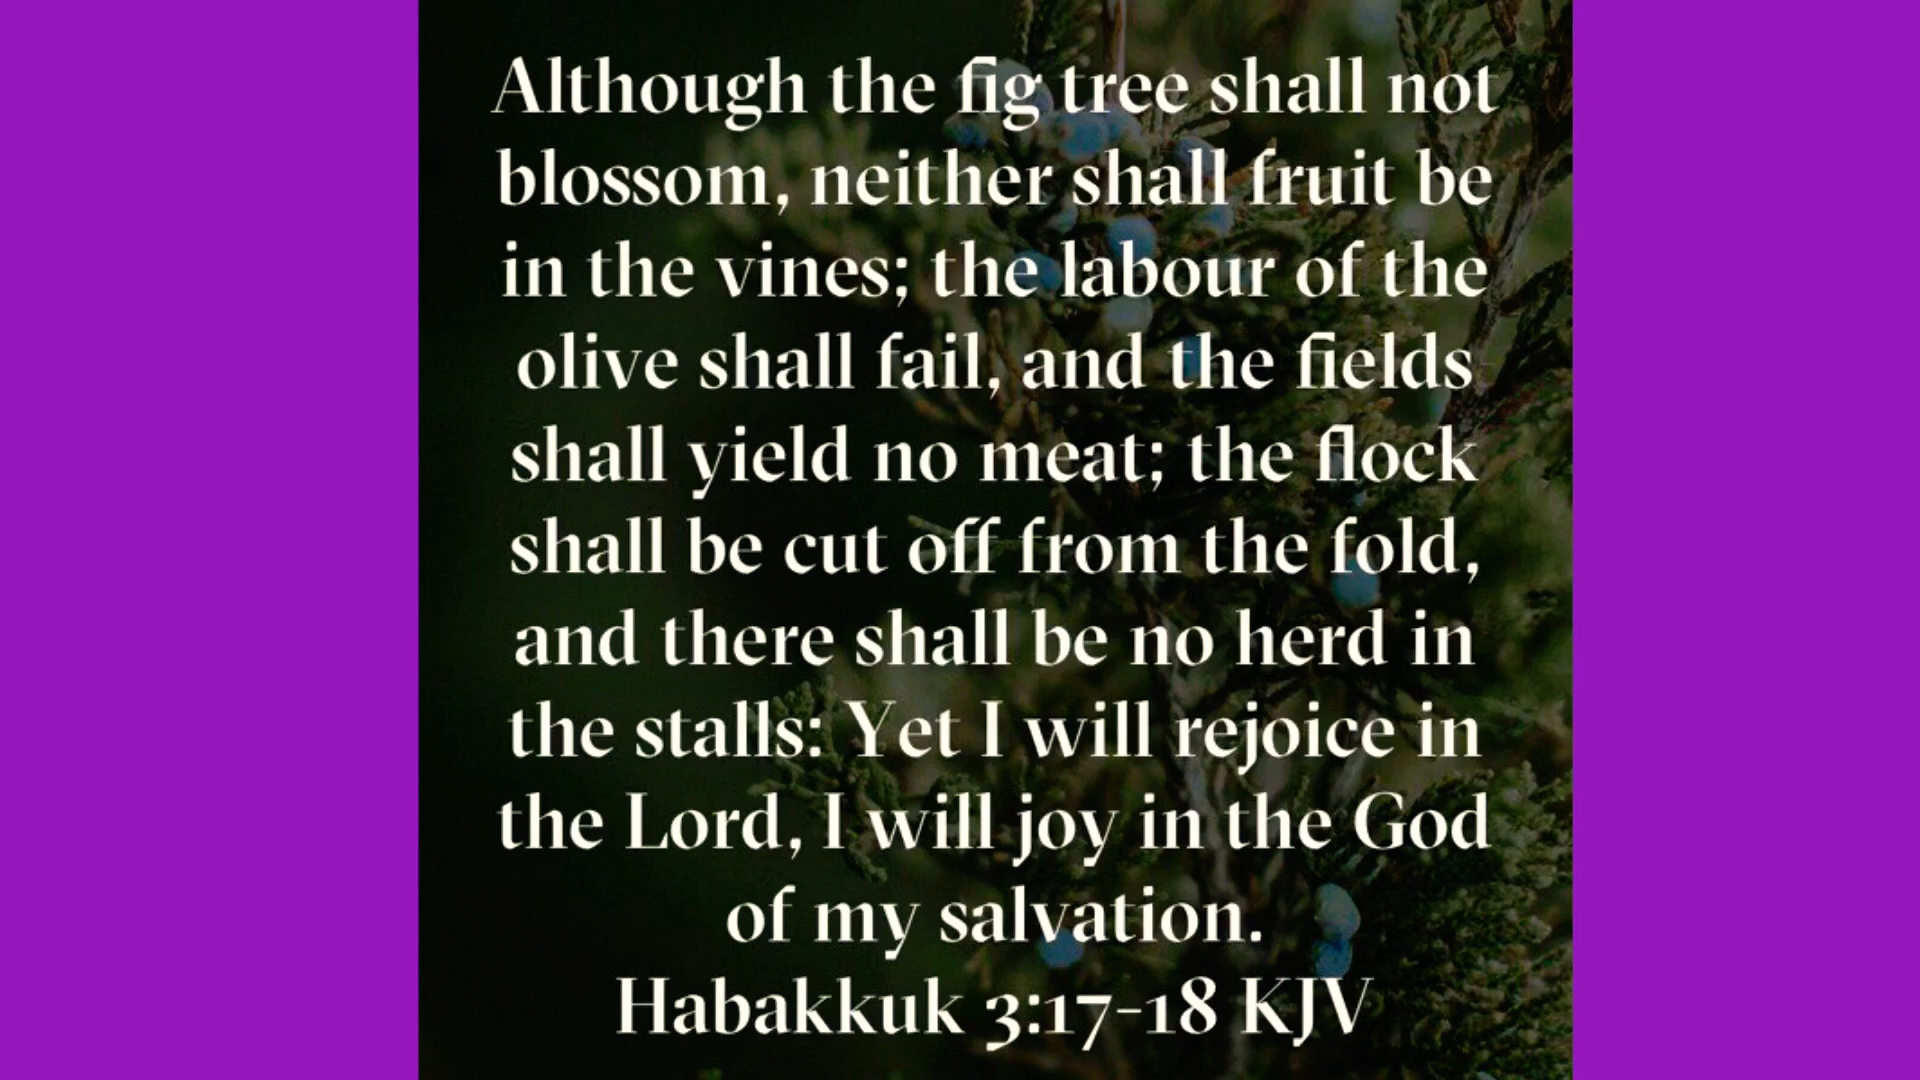 Although the fig tree shall not
blossom, neither shall fruit be
in the vines; the labour of the
olive shall fail, and the fields
shall yield no meat; the flock
shall be cut off from the fold,
and there shall be no herd in
the stalls: Yet I will rejoice in
the Lord, I will joy in the God
of my salvation.
Habakkuk 3:17-18 KJV